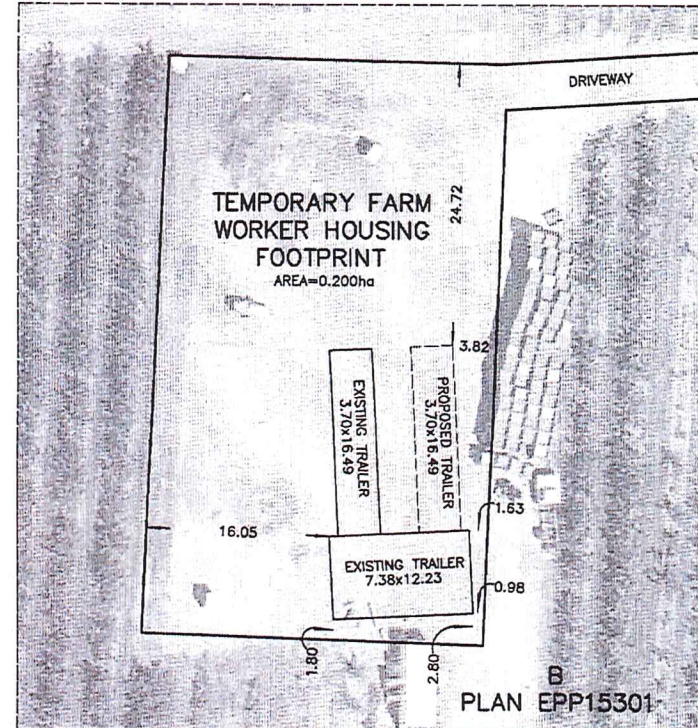 DRIVEWAY
TEMPORARY FARM
WORKER HOUSING
FOOTPRINT
AREA=0.200ha
24.72
3.82
EXISTING TRAILER
3.70x16.49
PROPOSED TRAILER
3.70x16.49
1.63
16.05
EXISTING TRAILER
7.38x12.23
0.98
1.80
2.80
B
PLAN EPP15301